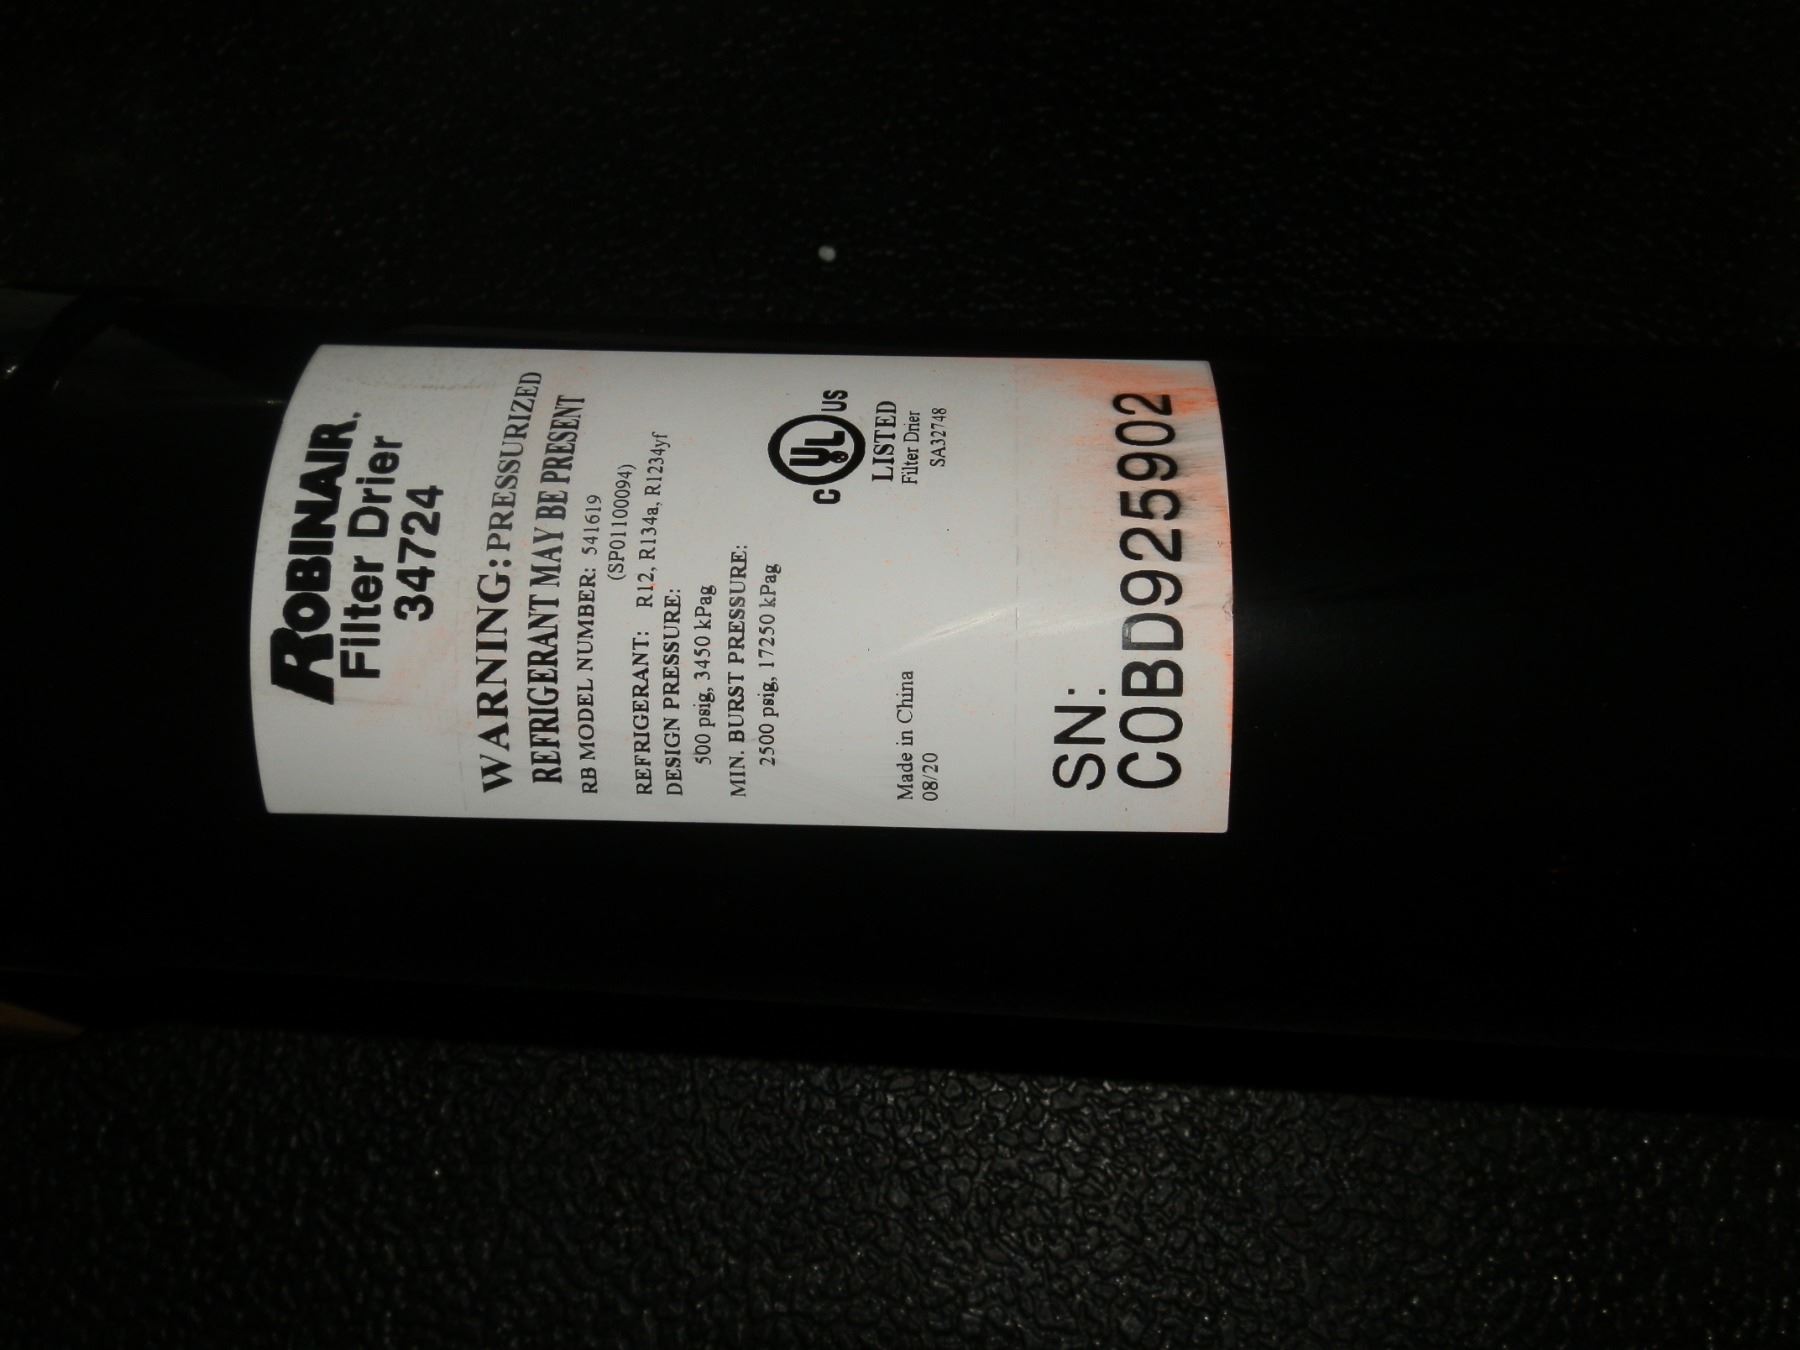 ROBINAIR.
Filter Drier
34724
WARNING: PRESSURIZED
REFRIGERANT MAY BE PRESENT
RB MODEL NUMBER: 541619
(SP01100094)
REFRIGERANT: R12, R134a, R1234yf
DESIGN PRESSURE:
500 psig, 3450 kPag
MIN. BURST PRESSURE:
2500 psig, 17250 kPag
C UL US
LISTED
Filter Drier
SA32748
Made in China
08/20
SN:
C0BD925902